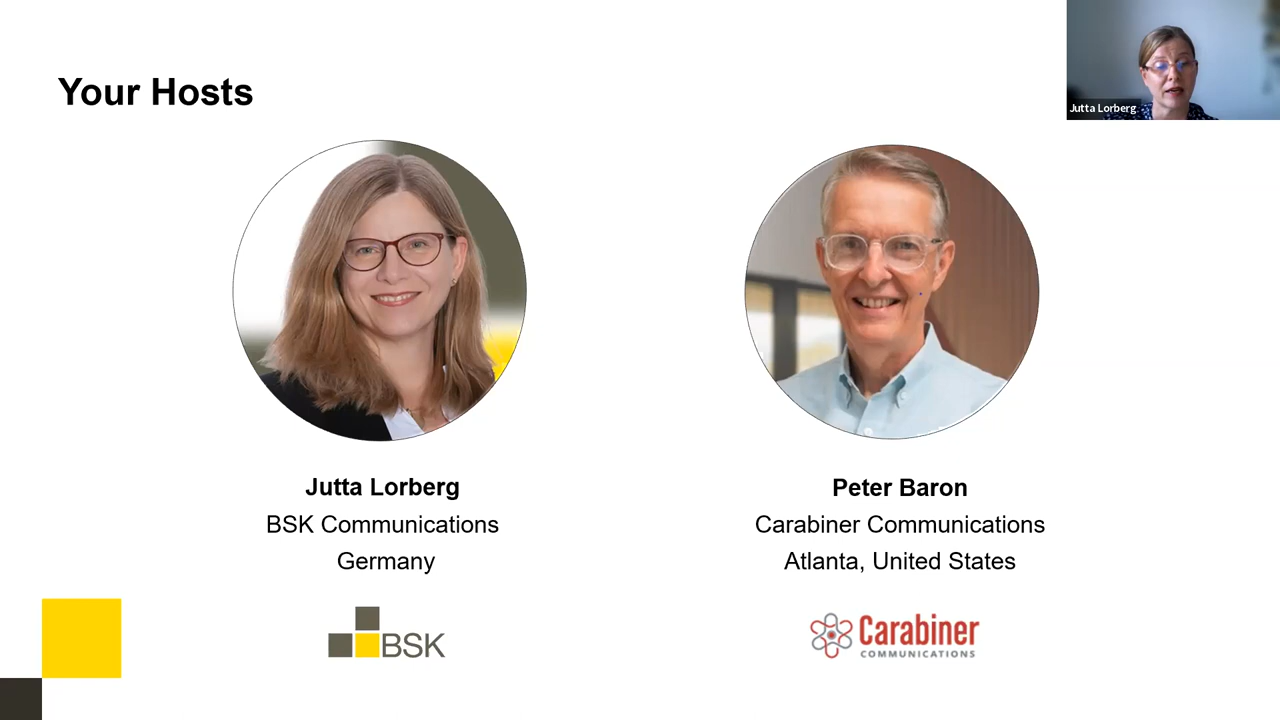 Your Hosts
Jutta Lorberg
Jutta Lorberg
BSK Communications
Germany
BSK
Peter Baron
Carabiner Communications
Atlanta, United States
Carabiner
COMMUNICATIONS